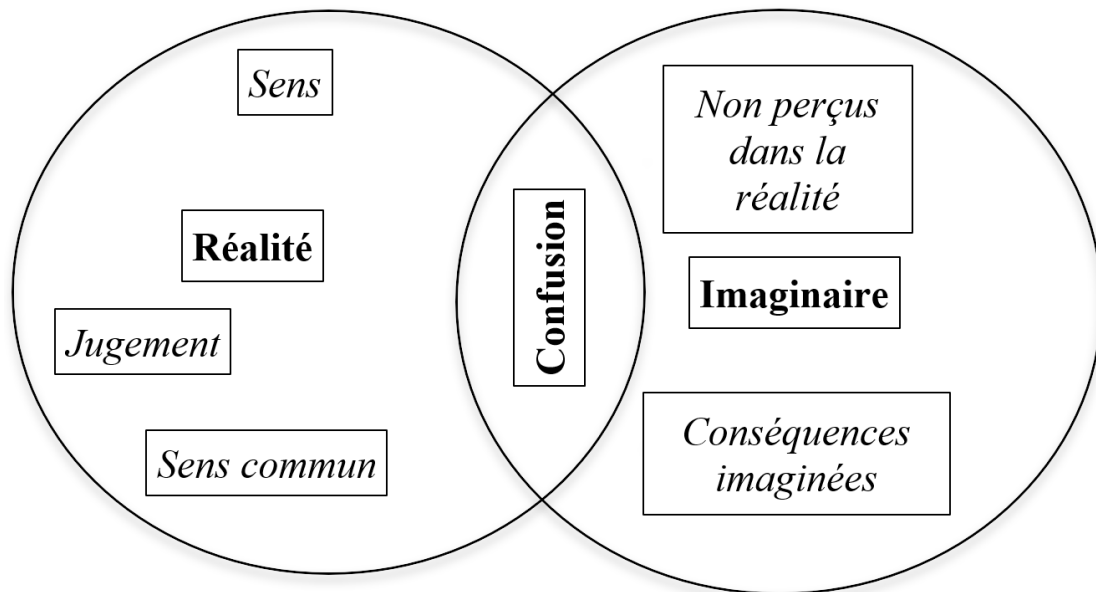 Sens
Réalité
Jugement
Sens commun
Confusion
Non perçus
dans la
réalité
Imaginaire
Conséquences
imaginées